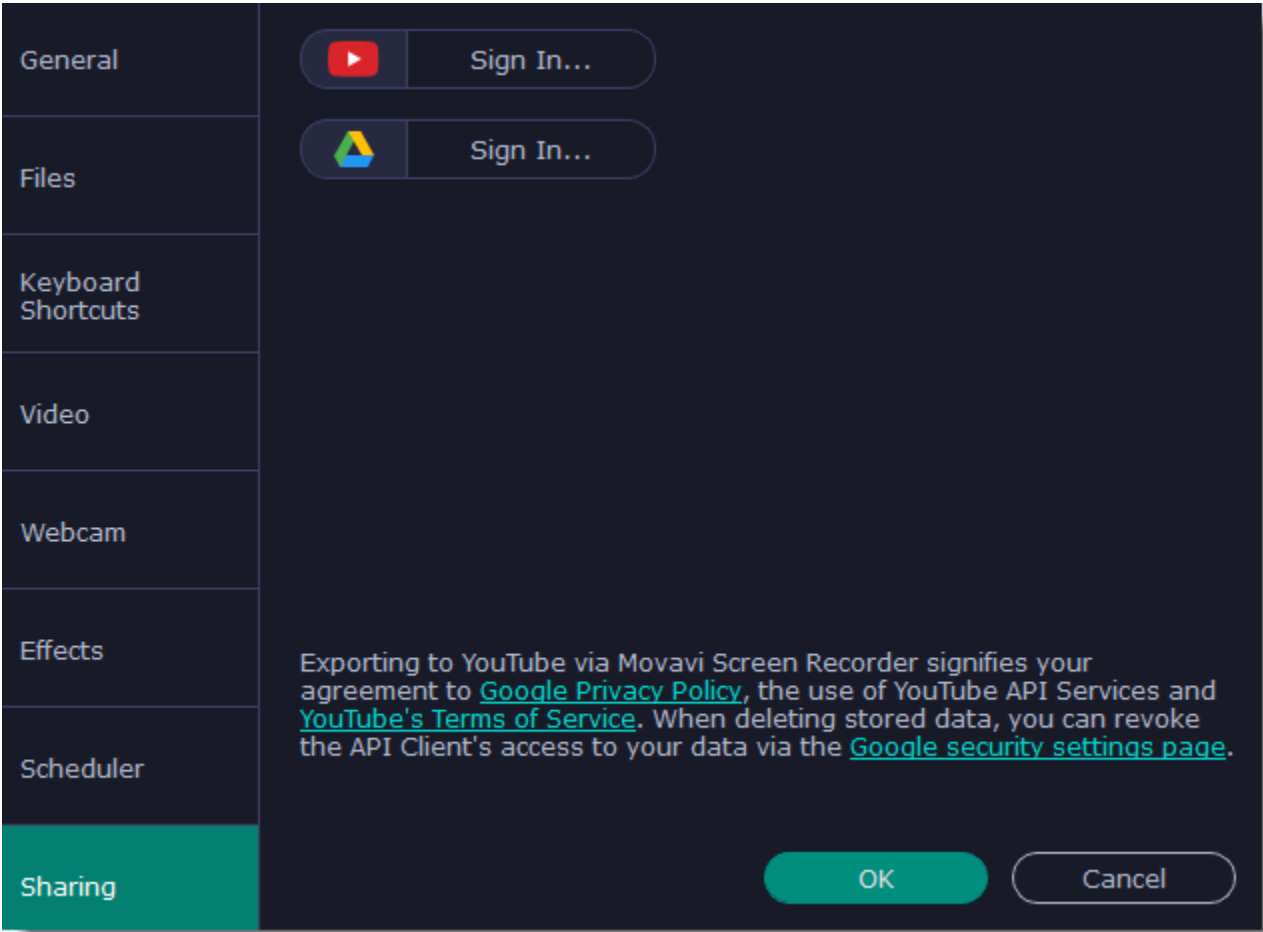 General
Files
Keyboard
Shortcuts
Video
Webcam
Effects
Scheduler
Sharing
Sign In...
Sign In...
Exporting to YouTube via Movavi Screen Recorder signifies your
agreement to Google Privacy Policy, the use of YouTube API Services and
YouTube's Terms of Service. When deleting stored data, you can revoke
the API Client's access to your data via the Google security settings page.
OK
Cancel